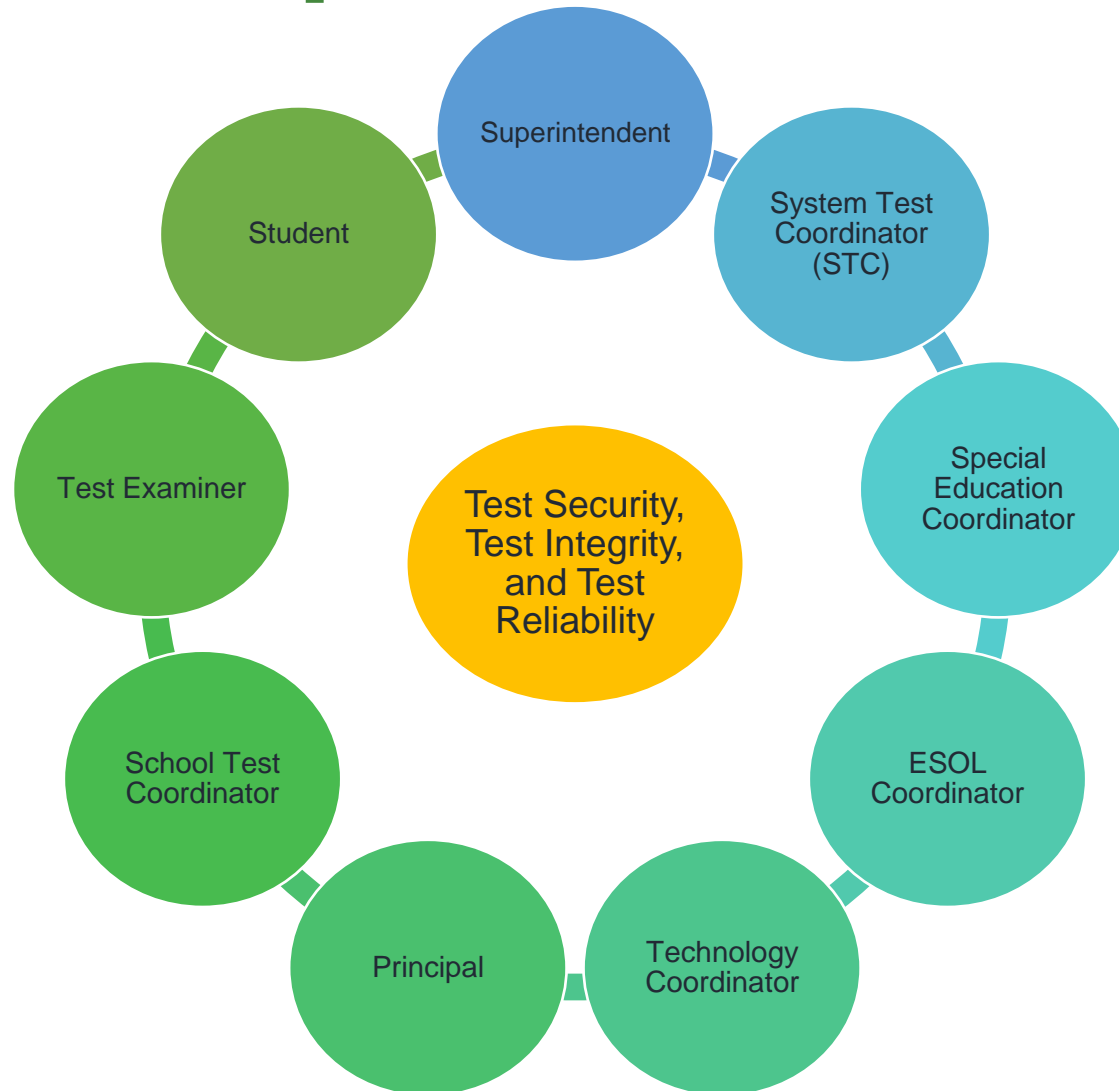 Superintendent
System Test
Coordinator
(STC)
Special
Education
Coordinator
ESOL
Coordinator
Technology
Coordinator
Principal
School Test
Coordinator
Test Examiner
Student
Test Security,
Test Integrity,
and Test
Reliability